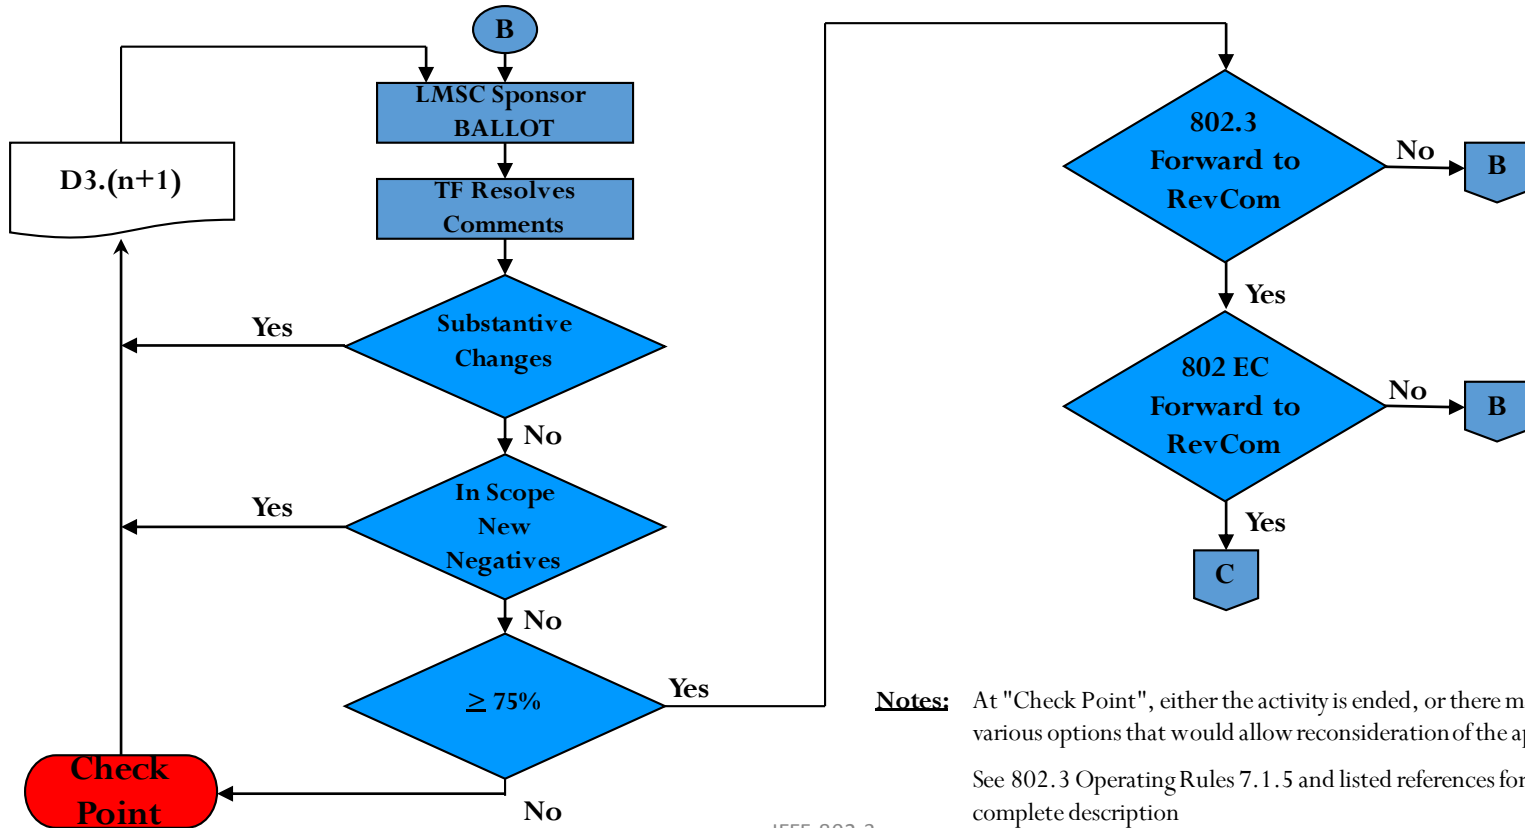 B
LMSC Sponsor
BALLOT
D3.(n+1)
TF Resolves
Comments
Substantive
Changes
Yes
No
In Scope
New
Negatives
Yes
No
≥ 75%
Yes
No
Check
Point
802.3
Forward to
RevCom
No
B
Yes
802 EC
Forward to
RevCom
No
B
Yes
C
Notes: At "Check Point", either the activity is ended, or there m
various options that would allow reconsideration of the a
See 802.3 Operating Rules 7.1.5 and listed references for
complete description